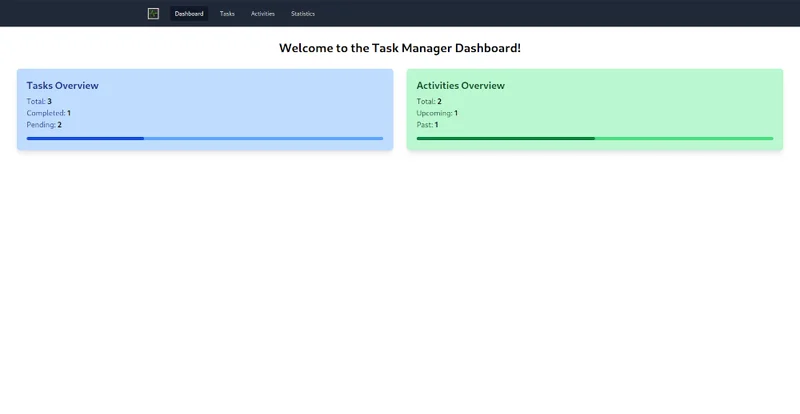 Dashboard Tasks Activities Statistics
Welcome to the Task Manager Dashboard!
Tasks Overview
Total: 3
Completed: 1
Pending: 2
Activities Overview
Total: 2
Upcoming: 1
Past: 1